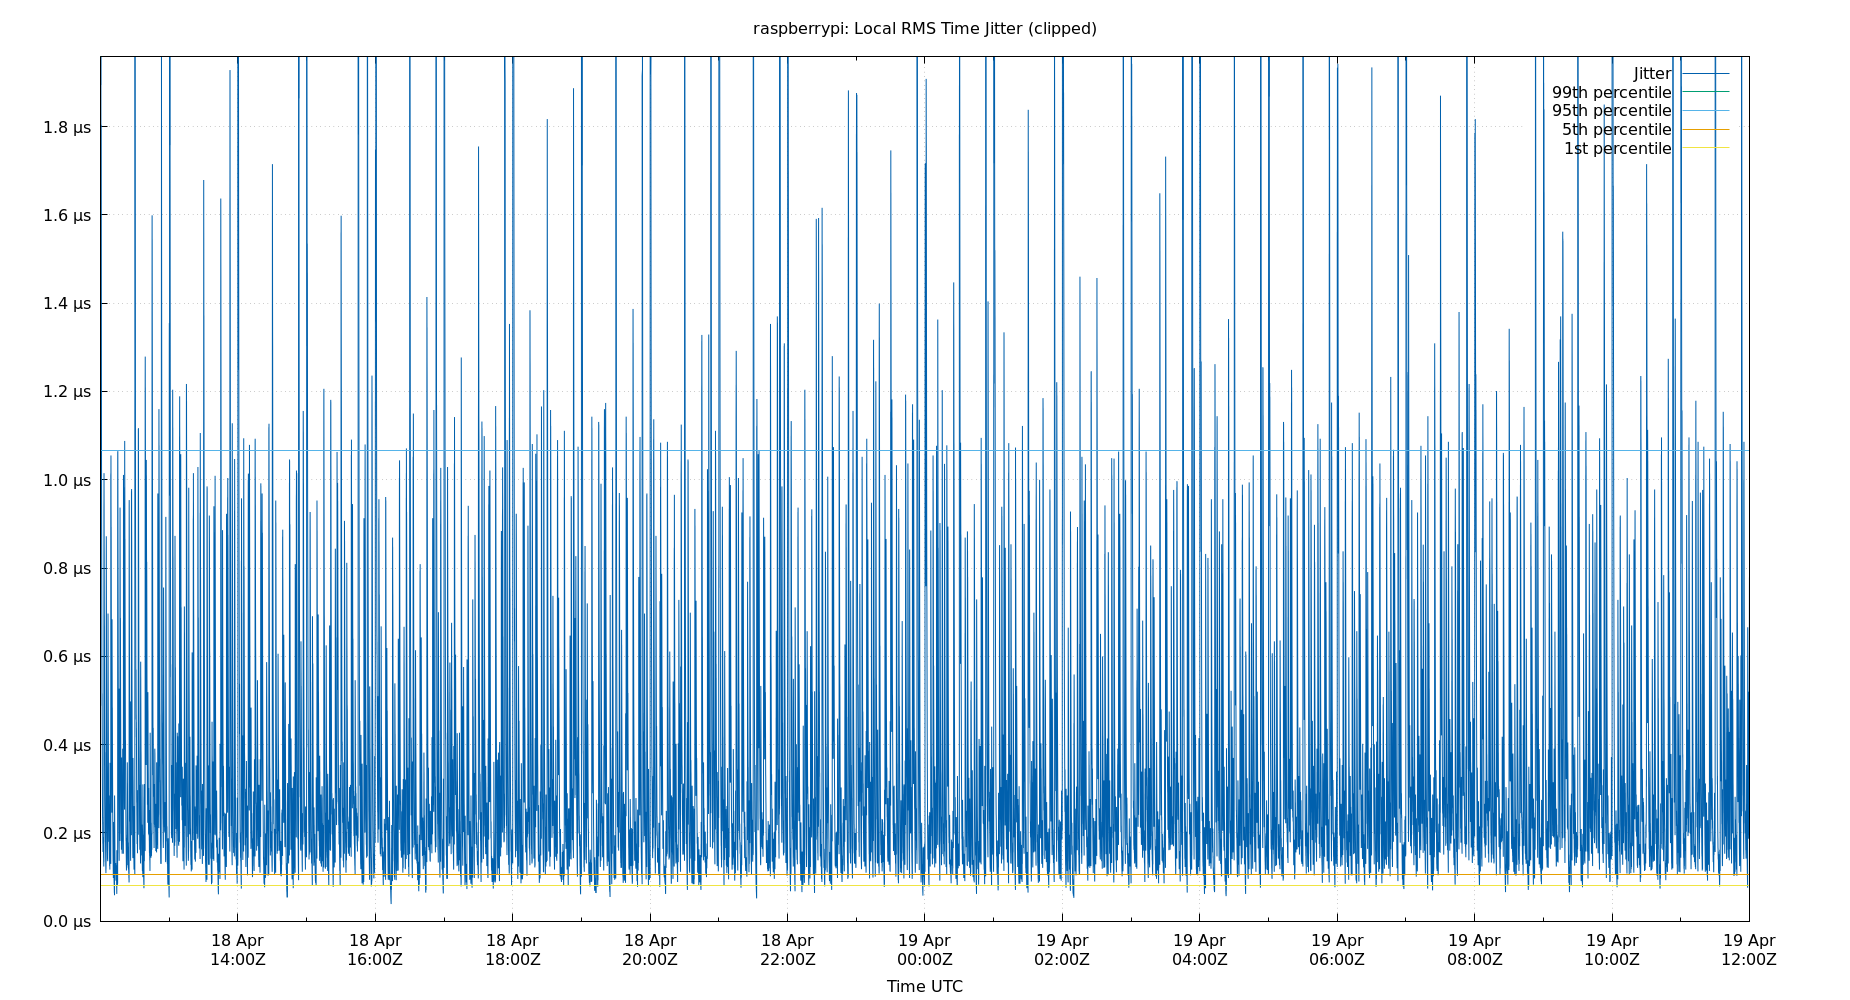 raspberrypi: Local RMS Time Jitter (clipped)
Jitter
99th percentile
95th percentile
5th percentile
1st percentile
1.8 µs
1.6 µs
1.4 µs
1.2 µs
1.0 µs
0.8 µs
0.6 µs
0.4 µs
0.2 µs
0.0 µs
18 Apr 18 Apr 18 Apr 18 Apr 18 Apr 19 Apr 19 Apr 19 Apr 19 Apr 19 Apr 19 Apr 19 Apr
14:00Z 16:00Z 18:00Z 20:00Z 22:00Z 00:00Z 02:00Z 04:00Z 06:00Z 08:00Z 10:00Z 12:00Z
Time UTC